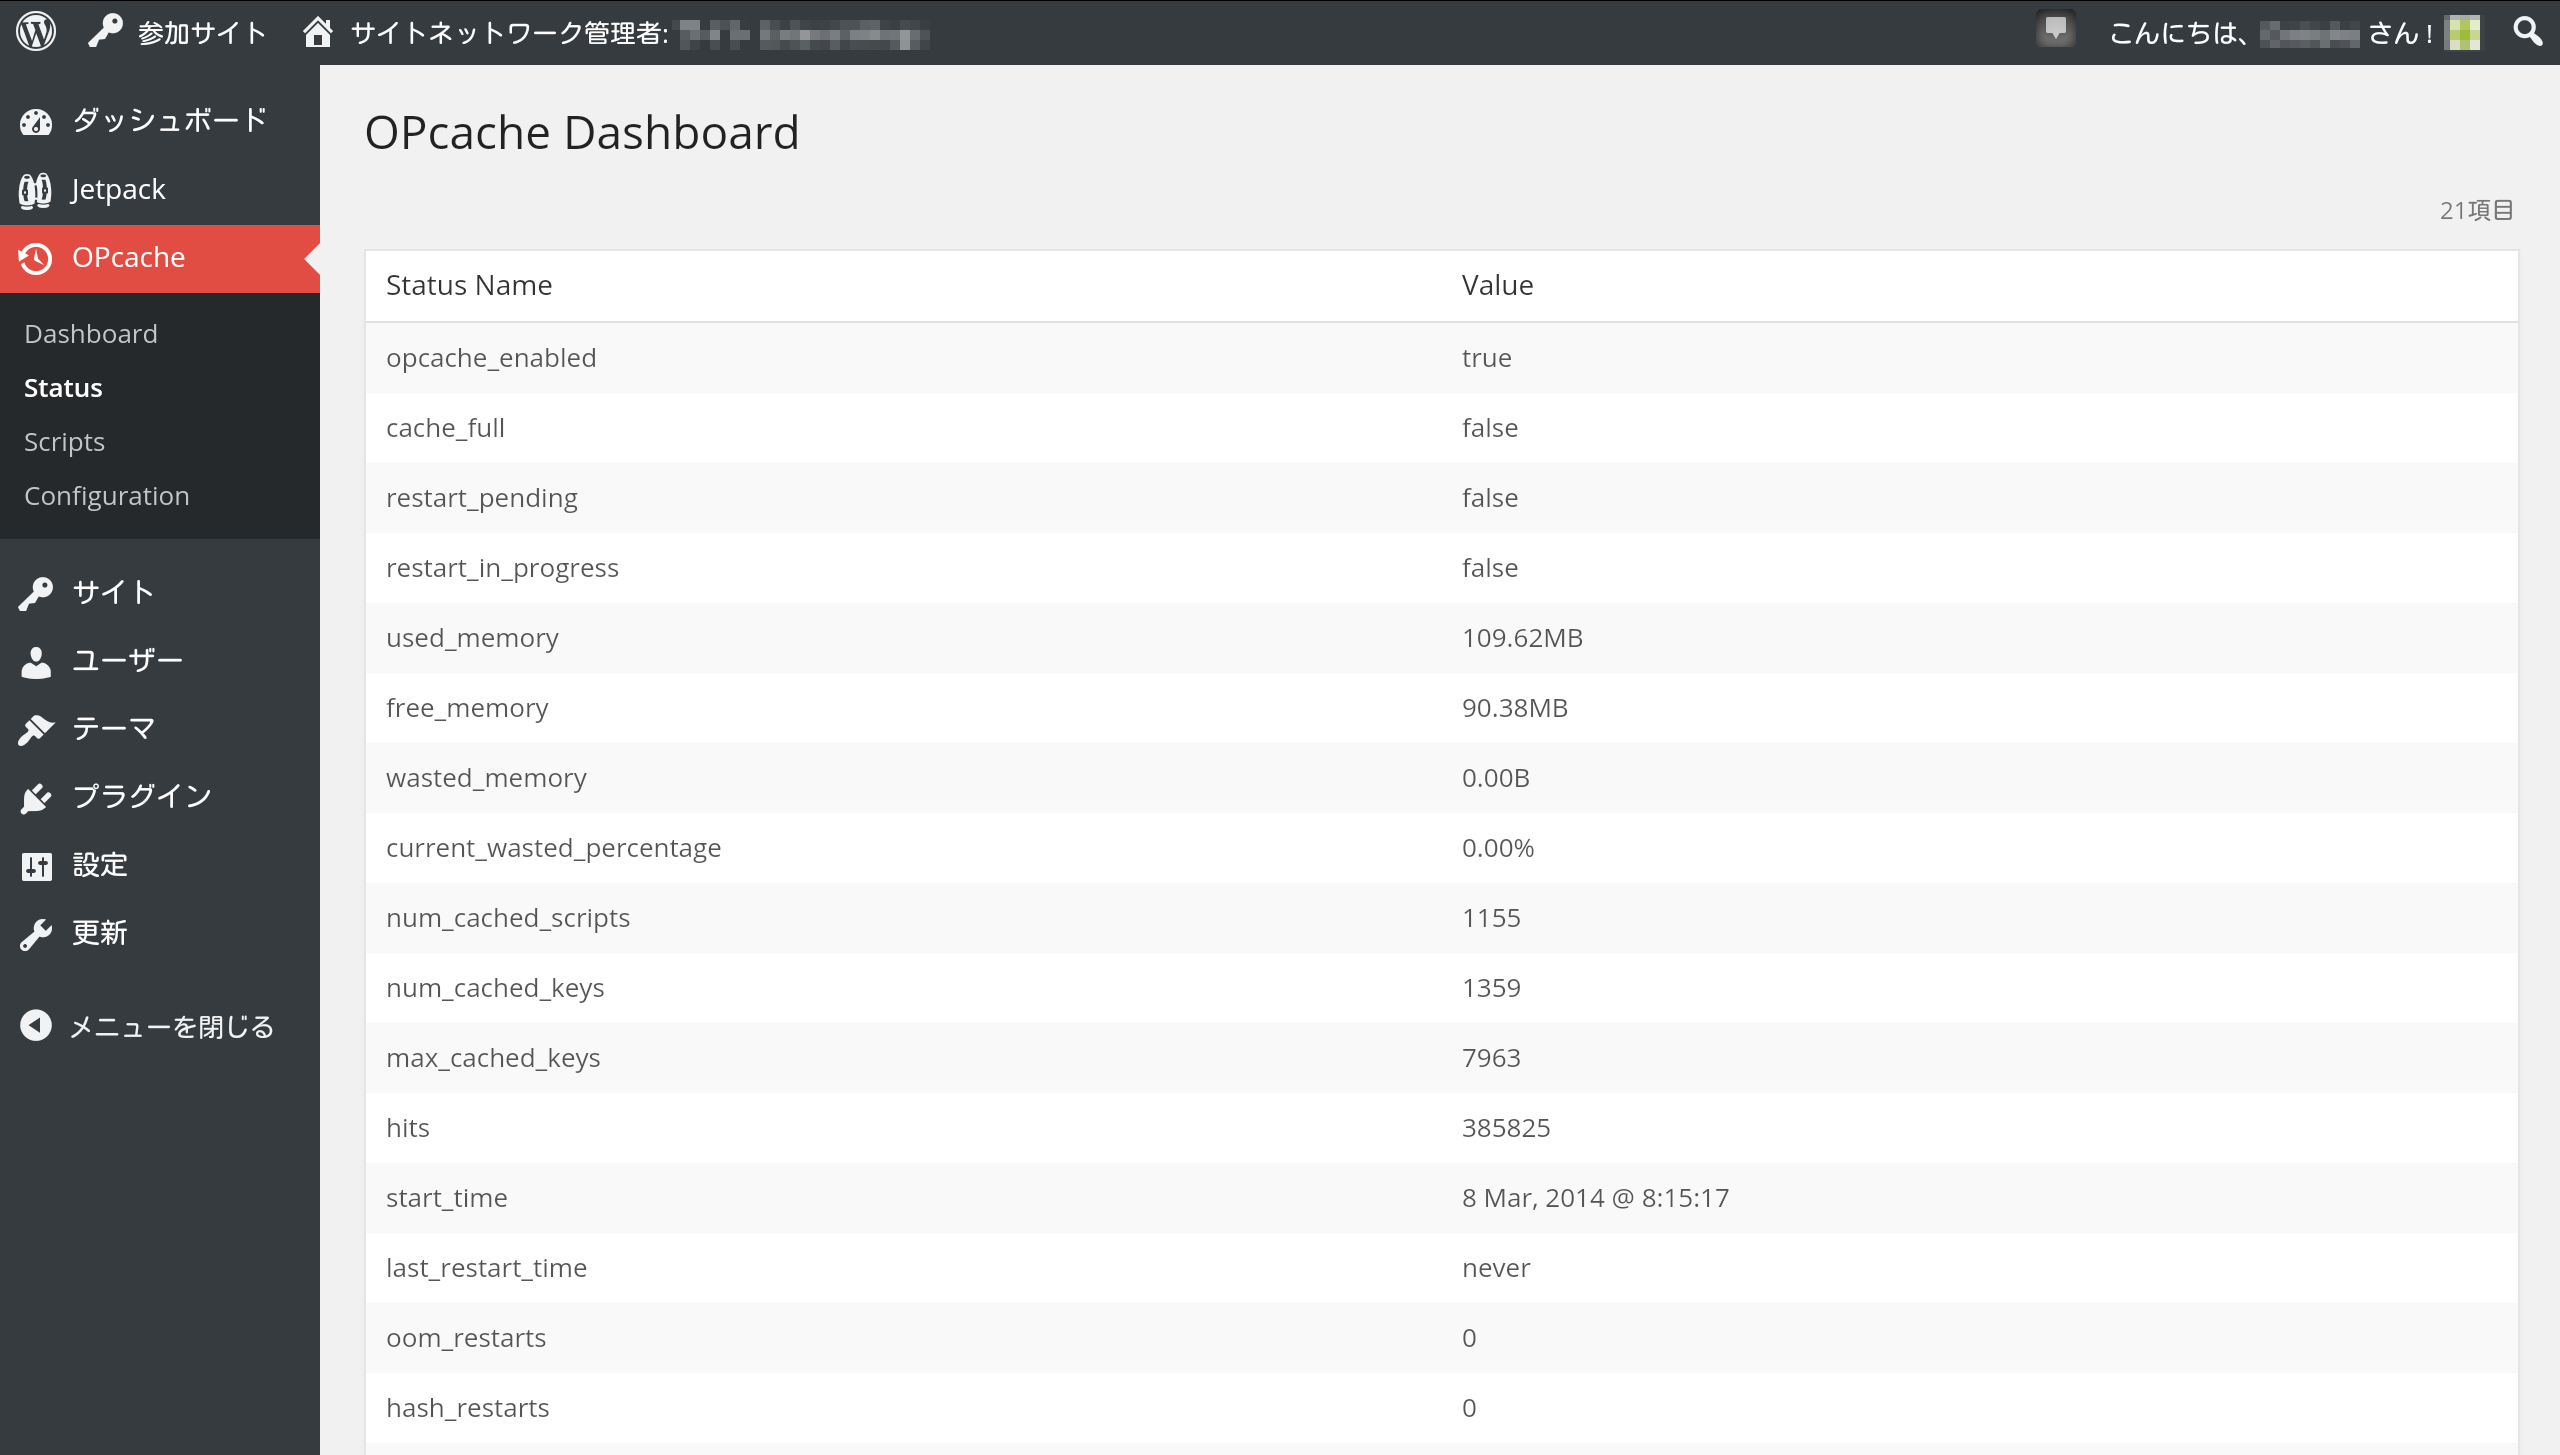 参加サイト
サイトネットワーク管理者:
こんにちは、 さん !
ダッシュボード
Jetpack
OPcache
Dashboard
Status
Scripts
Configuration
サイト
ユーザー
テーマ
プラグイン
設定
更新
メニューを閉じる
OPcache Dashboard
21項目
Status Name Value
opcache_enabled true
cache_full false
restart_pending false
restart_in_progress false
used_memory 109.62MB
free_memory 90.38MB
wasted_memory 0.00B
current_wasted_percentage 0.00%
num_cached_scripts 1155
num_cached_keys 1359
max_cached_keys 7963
hits 385825
start_time 8 Mar, 2014 @ 8:15:17
last_restart_time never
oom_restarts 0
hash_restarts 0